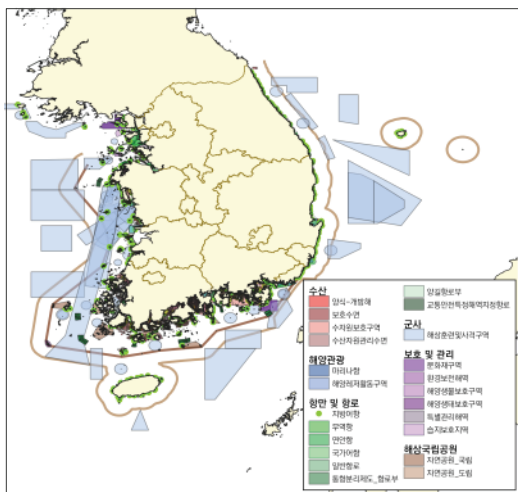 수산
양식-개방해
보호수면
수자원보호구역
수산자원관리수면
해양관광
마리나항
해양레저활동구역
항만 및 항로
지방어항
무역항
연안항
국가어항
일반항로
통항분리제도_항로부
양질항로부
교통안전특정해역지정항로
군시
해상훈련및사격구역
보호 및 관리
문화재구역
환경보전해역
해양생물보호구역
해양생태보호구역
특별관리해역
습지보호지역
해상국립공원
자연공원_국립
자연공원_도립